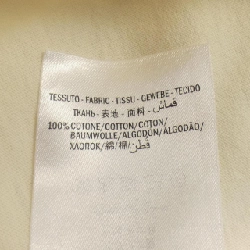 TESSUTO - FABRIC - TISSU - GEWEBE - TECIDO
ТКАНЬ - 表地 - 面料 - قماش
100% COTONE/COTTON/COTON/
BAUMWOLLE/ALGODÓN/ALGODÃO/
ХЛОПОК/綿/棉/قطن